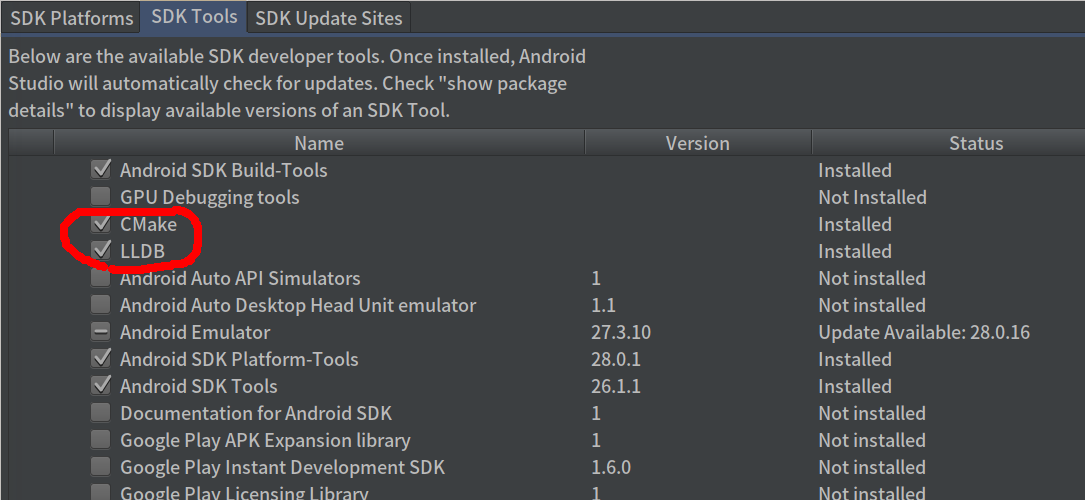 SDK Platforms SDK Tools SDK Update Sites
Below are the available SDK developer tools. Once installed, Android
Studio will automatically check for updates. Check "show package
details" to display available versions of an SDK Tool.
Name Version Status
Android SDK Build-Tools Installed
GPU Debugging tools Not Installed
CMake Installed
LLDB Installed
Android Auto API Simulators 1 Not installed
Android Auto Desktop Head Unit emulator 1.1 Not installed
Android Emulator 27.3.10 Update Available: 28.0.16
Android SDK Platform-Tools 28.0.1 Installed
Android SDK Tools 26.1.1 Installed
Documentation for Android SDK 1 Not installed
Google Play APK Expansion library 1 Not installed
Google Play Instant Development SDK 1.6.0 Not installed
Google Play Licensing Library 1 Not installed